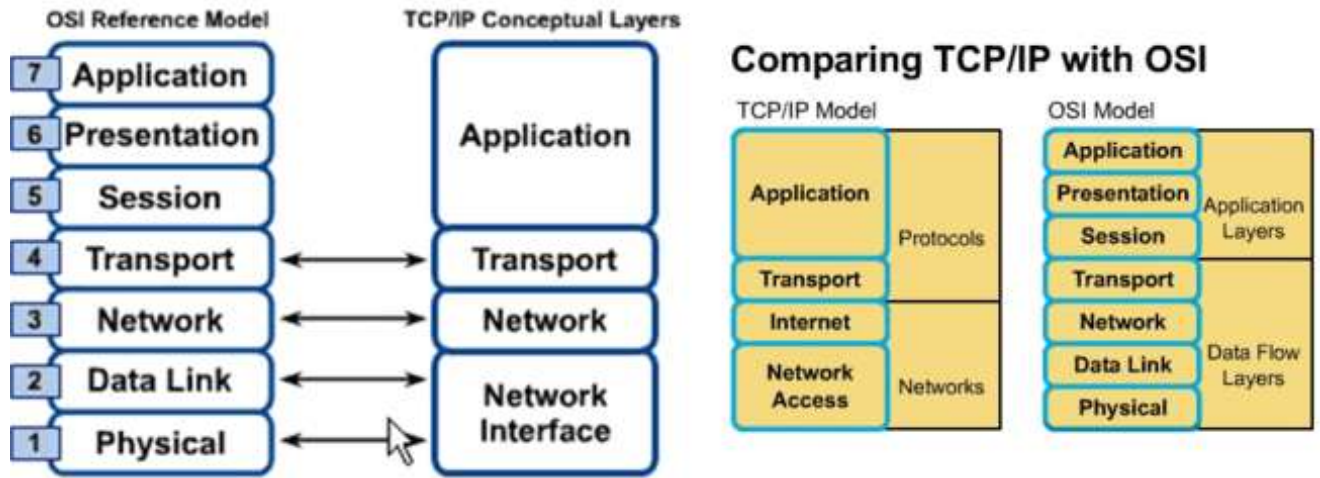 OSI Reference Model
TCP/IP Conceptual Layers
7 Application
6 Presentation
5 Session
4 Transport
3 Network
2 Data Link
1 Physical
Application
Transport
Network
Network
Interface
Comparing TCP/IP with OSI
TCP/IP Model
Application
Transport
Internet
Network
Access
Protocols
Networks
OSI Model
Application
Presentation
Session
Transport
Network
Data Link
Physical
Application
Layers
Data Flow
Layers